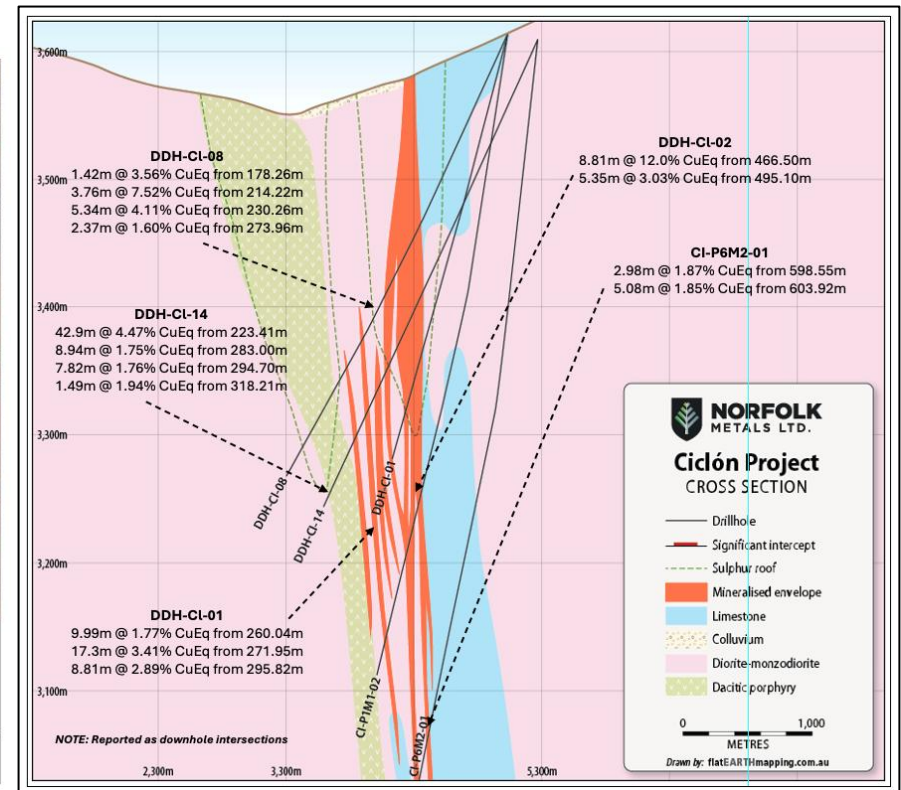 3,600m
3,500m
3,400m
3,300m
3,200m
3,100m
DDH-Cl-08
1.42m @ 3.56% CuEq from 178.26m
3.76m @ 7.52% CuEq from 214.22m
5.34m @ 4.11% CuEq from 230.26m
2.37m @ 1.60% CuEq from 273.96m
DDH-Cl-14
42.9m @ 4.47% CuEq from 223.41m
8.94m @ 1.75% CuEq from 283.00m
7.82m @ 1.76% CuEq from 294.70m
1.49m @ 1.94% CuEq from 318.21m
DDH-Cl-01
9.99m @ 1.77% CuEq from 260.04m
17.3m @ 3.41% CuEq from 271.95m
8.81m @ 2.89% CuEq from 295.82m
DDH-Cl-02
8.81m @ 12.0% CuEq from 466.50m
5.35m @ 3.03% CuEq from 495.10m
Cl-P6M2-01
2.98m @ 1.87% CuEq from 598.55m
5.08m @ 1.85% CuEq from 603.92m
DDH-Cl-08
DDH-Cl-14
DDH-Cl-01
Cl-P1M1-02
Cl-P6M2-01
NOTE: Reported as downhole intersections
2,300m
3,300m
5,300m
NORFOLK
METALS LTD.
Ciclón Project
CROSS SECTION
Drillhole
Significant intercept
Sulphur roof
Mineralised envelope
Limestone
Colluvium
Diorite-monzodiorite
Dacitic porphyry
0 1,000
METRES
Drawn by: flatEARTHmapping.com.au